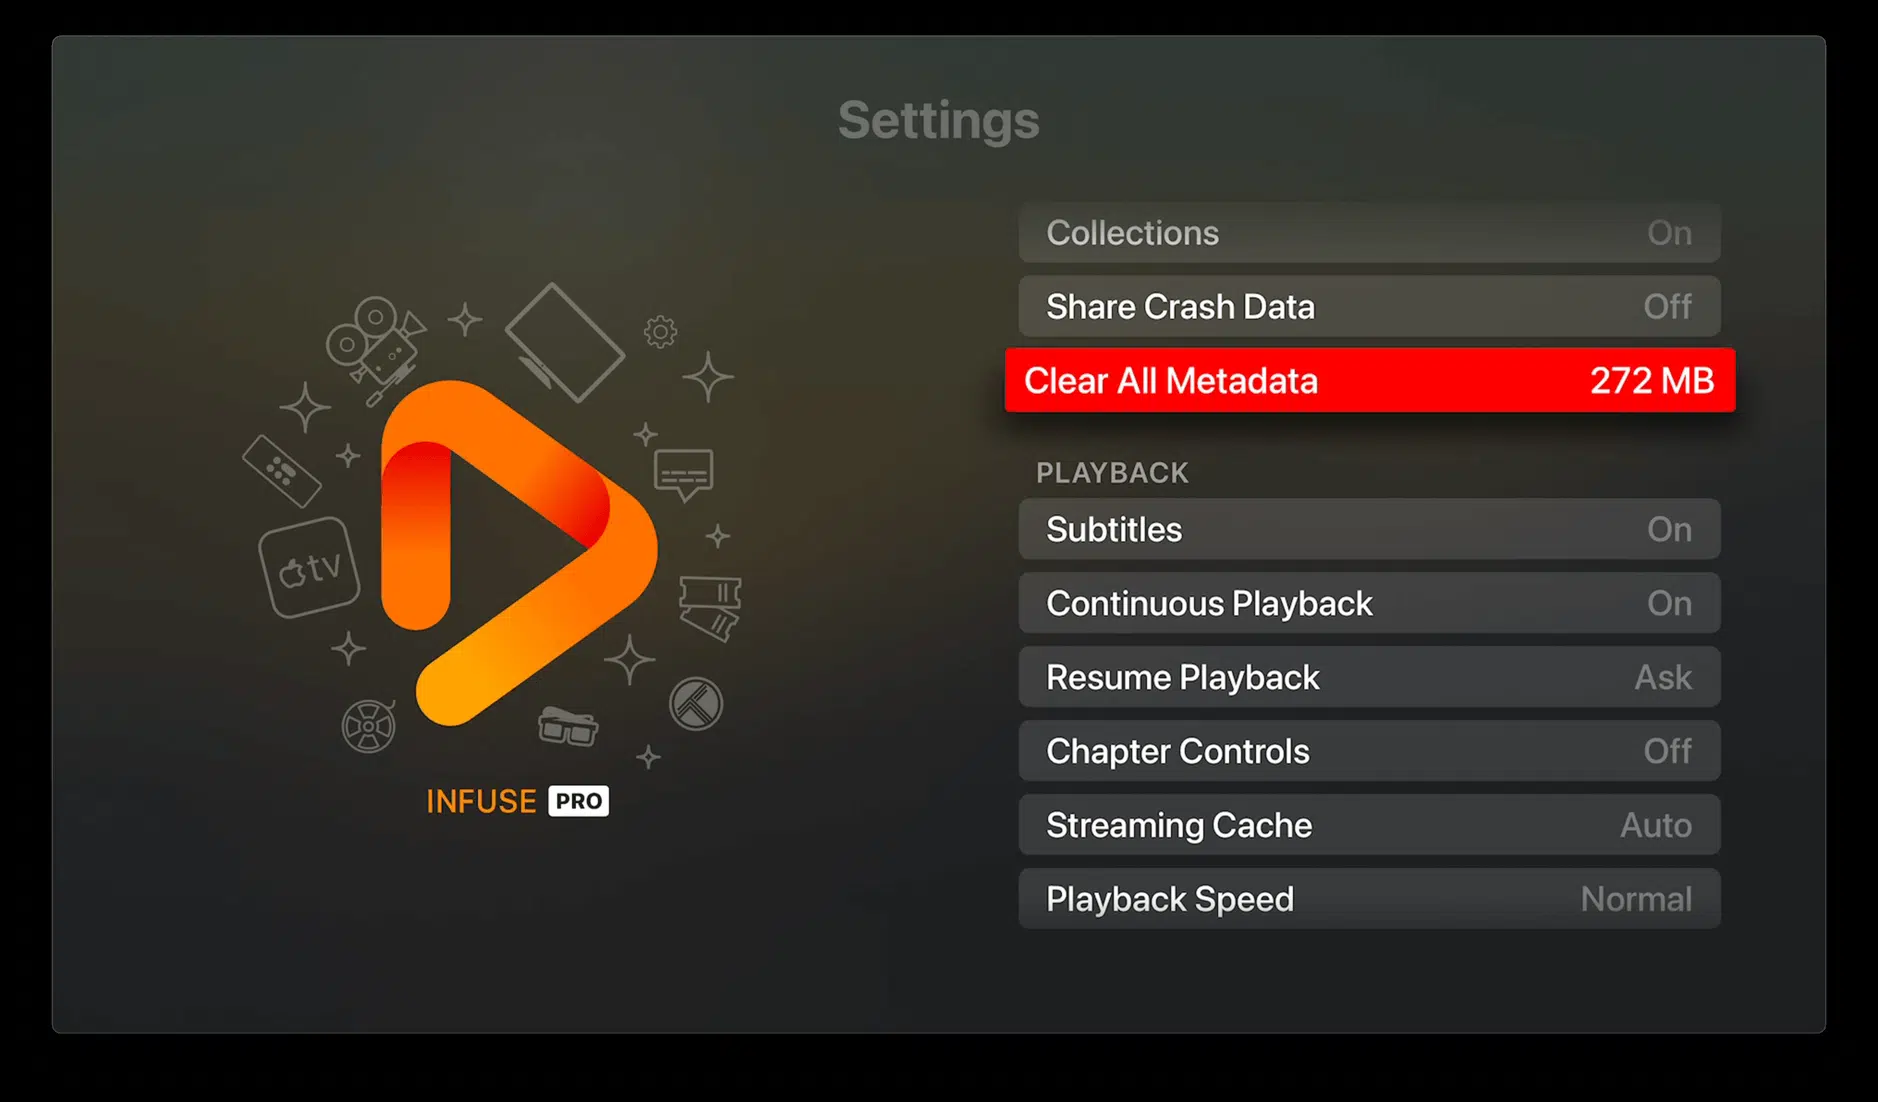 Settings
Collections On
Share Crash Data Off
Clear All Metadata 272 MB
PLAYBACK
Subtitles On
Continuous Playback On
Resume Playback Ask
Chapter Controls Off
Streaming Cache Auto
Playback Speed Normal
tv
INFUSE PRO